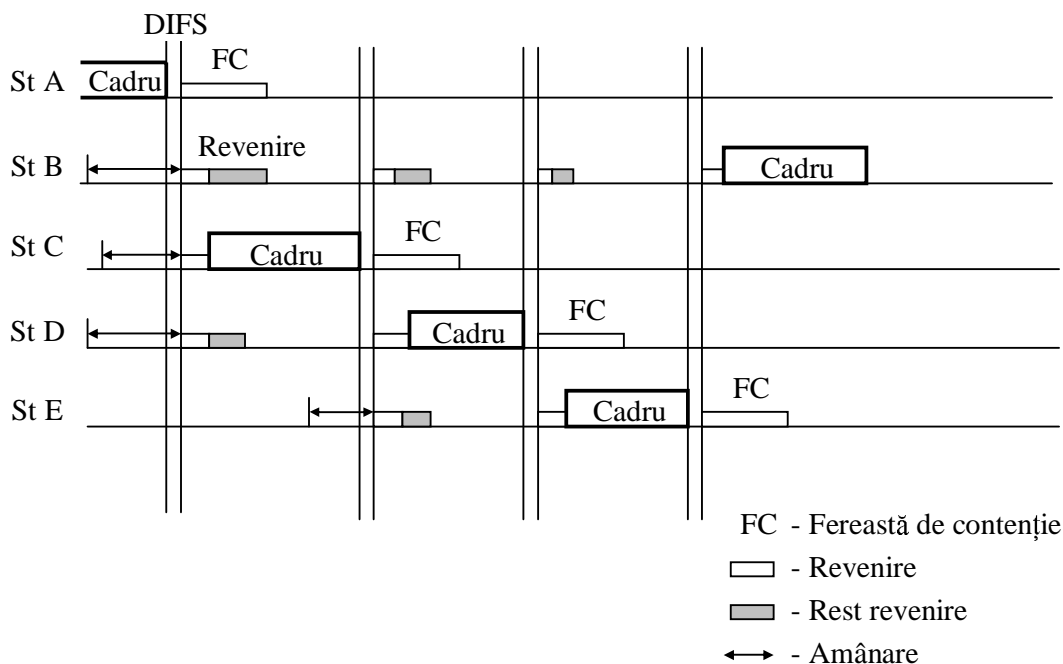 DIFS
FC
St A
Cadru
Revenire
St B
Cadru
FC
St C
Cadru
FC
St D
Cadru
FC
St E
Cadru
FC - Fereastă de contenție
- Revenire
- Rest revenire
- Amânare